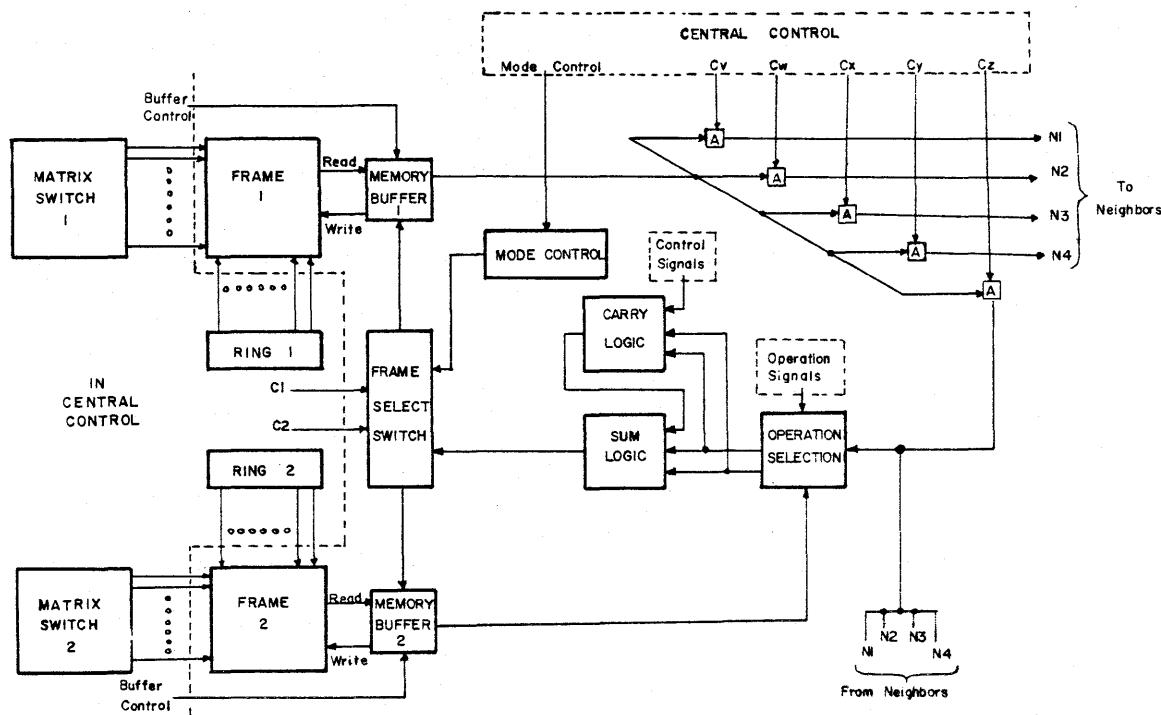 CENTRAL CONTROL
Mode Control
Cv
Cw
Cx
Cy
Cz
Buffer
Control
MATRIX
SWITCH
1
FRAME
1
Read
Write
MEMORY
BUFFER
1
A
A
A
A
A
N1
N2
N3
N4
To
Neighbors
MODE CONTROL
Control
Signals
CARRY
LOGIC
RING 1
IN
CENTRAL
CONTROL
C1
C2
FRAME
SELECT
SWITCH
Operation
Signals
SUM
LOGIC
OPERATION
SELECTION
RING 2
MATRIX
SWITCH
2
FRAME
2
Read
Write
MEMORY
BUFFER
2
Buffer
Control
N1
N2
N3
N4
From Neighbors